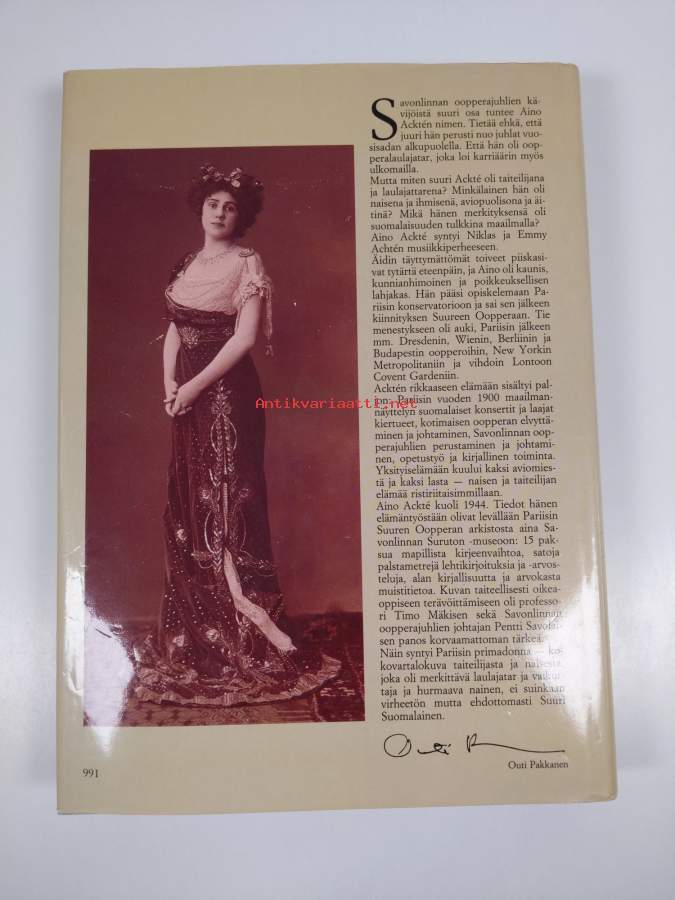 Savonlinnan oopperajuhlien kä-
vijöistä suuri osa tuntee Aino
Acktén nimen. Tietää ehkä, että
juuri hän perusti nuo juhlat vuo-
sisadan alkupuolella. Että hän oli oop-
peralaulajatar, joka loi karriäärin myös
ulkomailla.
Mutta miten suuri Ackté oli taiteilijana
ja laulajattarena? Minkälainen hän oli
naisena ja ihmisenä, aviopuolisona ja äi-
tinä? Mikä hänen merkityksensä oli
suomalaisuuden tulkkina maailmalla?
Aino Ackté syntyi Niklas ja Emmy
Achtén musiikkiperheeseen.
Äidin täyttymättömät toiveet piiskasi-
vat tytärtä eteenpäin, ja Aino oli kaunis,
kunnianhimoinen ja poikkeuksellisen
lahjakas. Hän pääsi opiskelemaan Pa-
riisin konservatorioon ja sai sen jälkeen
kiinnityksen Suureen Oopperaan. Tie
menestykseen oli auki, Pariisin jälkeen
mm. Dresdenin, Wienin, Berliinin ja
Budapestin oopperoihin, New Yorkin
Metropolitaniin ja vihdoin Lontoon
Covent Gardeniin.
Acktén rikkaaseen elämään sisältyi pal-
jon: Pariisin vuoden 1900 maailman-
Antikvariaatti.net
näyttelyn suomalaiset konsertit ja laajat
kiertueet, kotimaisen oopperan elvyttä-
minen ja johtaminen, Savonlinnan oop-
perajuhlien perustaminen ja johtami-
nen, opetustyö ja kirjallinen toiminta.
Yksityiselämään kuului kaksi aviomies-
tä ja kaksi lasta — naisen ja taiteilijan
elämää ristiriitaisimmillaan.
Aino Ackté kuoli 1944. Tiedot hänen
elämäntyöstään olivat levällään Pariisin
Suuren Oopperan arkistosta aina Sa-
vonlinnan Suruton -museoon: 15 pak-
sua mapillista kirjeenvaihtoa, satoja
palstametrejä lehtikirjoituksia ja -arvos-
teluja, alan kirjallisuutta ja arvokasta
muistitietoa. Kuvan taiteellisesti oikea-
oppiseen terävöittämiseen oli professo-
ri Timo Mäkisen sekä Savonlinnan
oopperajuhlien johtajan Pentti Savolai-
sen panos korvaamattoman tärkeä.
Näin syntyi Pariisin primadonna — ko-
kovartalokuva taiteilijasta ja naisesta,
joka oli merkittävä laulajatar ja vaikut-
taja ja hurmaava nainen, ei suinkaan
virheetön mutta ehdottomasti Suuri
Suomalainen.
Outi Pakkanen
991